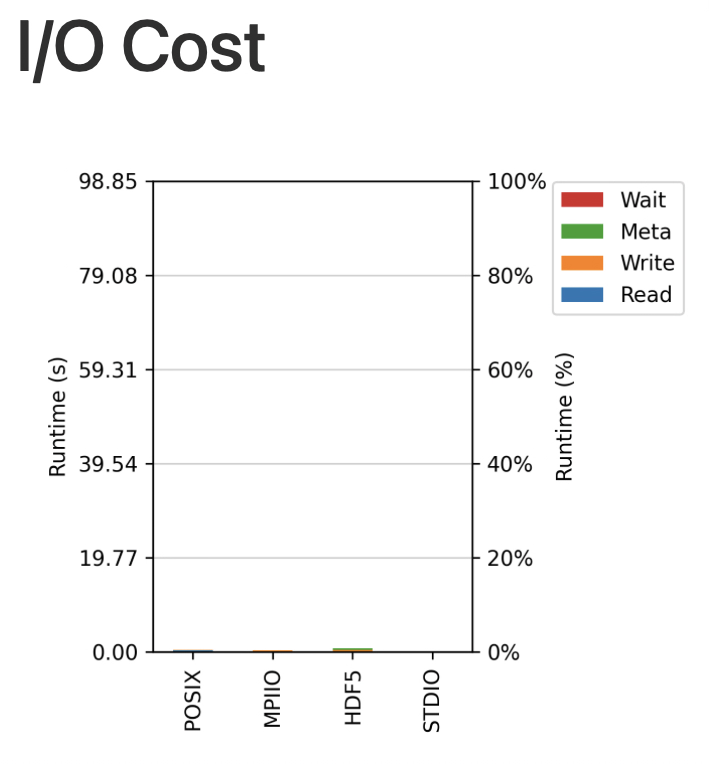 I/O Cost
98.85
79.08
59.31
39.54
19.77
0.00
Runtime (s)
100%
80%
60%
40%
20%
0%
Runtime (%)
Wait
Meta
Write
Read
POSIX
MPIIO
HDF5
STDIO